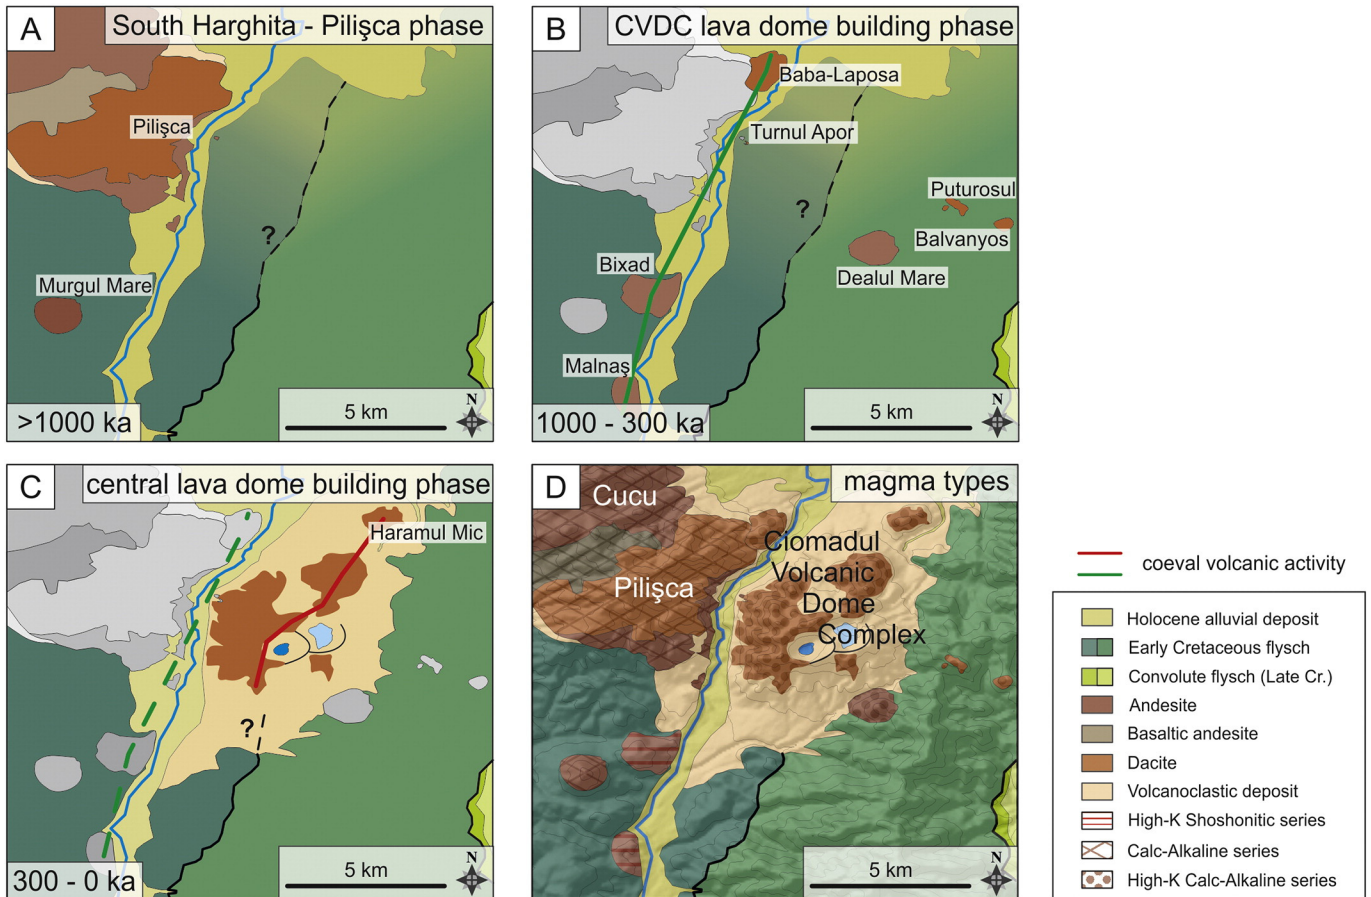 A
South Harghita - Pilişca phase
Pilişca
?
Murgul Mare
>1000 ka
5 km
N
B
CVDC lava dome building phase
Baba-Laposa
Turnul Apor
Puturosul
?
Balvanyos
Bixad
Dealul Mare
Malnaş
1000 - 300 ka
5 km
N
C
central lava dome building phase
Haramul Mic
?
300 - 0 ka
5 km
N
D
magma types
Cucu
Ciomadul
Volcanic
Pilişca
Dome
Complex
5 km
N
coeval volcanic activity
Holocene alluvial deposit
Early Cretaceous flysch
Convolute flysch (Late Cr.)
Andesite
Basaltic andesite
Dacite
Volcanoclastic deposit
High-K Shoshonitic series
Calc-Alkaline series
High-K Calc-Alkaline series